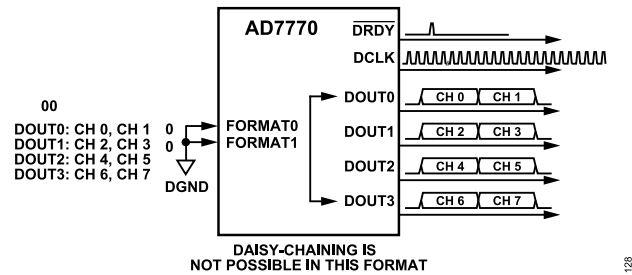 AD7770
DRDY
DCLK
00
DOUT0: CH 0, CH 1 0
DOUT1: CH 2, CH 3 0
DOUT2: CH 4, CH 5
DOUT3: CH 6, CH 7
DGND
FORMAT0
FORMAT1
DOUT0 CH 0 CH 1
DOUT1 CH 2 CH 3
DOUT2 CH 4 CH 5
DOUT3 CH 6 CH 7
DAISY-CHAINING IS
NOT POSSIBLE IN THIS FORMAT
128